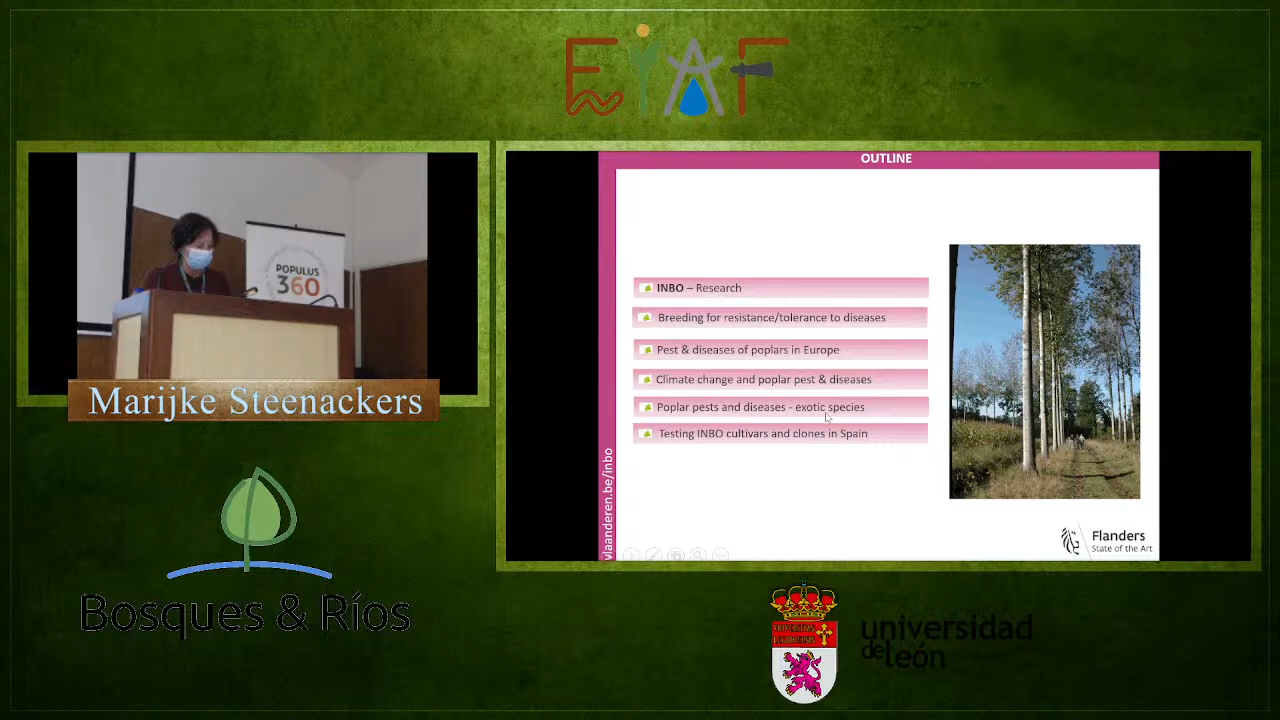 EIAF
OUTLINE
POPULUS
360
INBO – Research
Breeding for resistance/tolerance to diseases
Pest & diseases of poplars in Europe
Climate change and poplar pest & diseases
Poplar pests and diseases - exotic species
Testing INBO cultivars and clones in Spain
Marijke Steenackers
vlaanderen.be/inbo
Flanders
State of the Art
Bosques & Ríos
universidad
de león